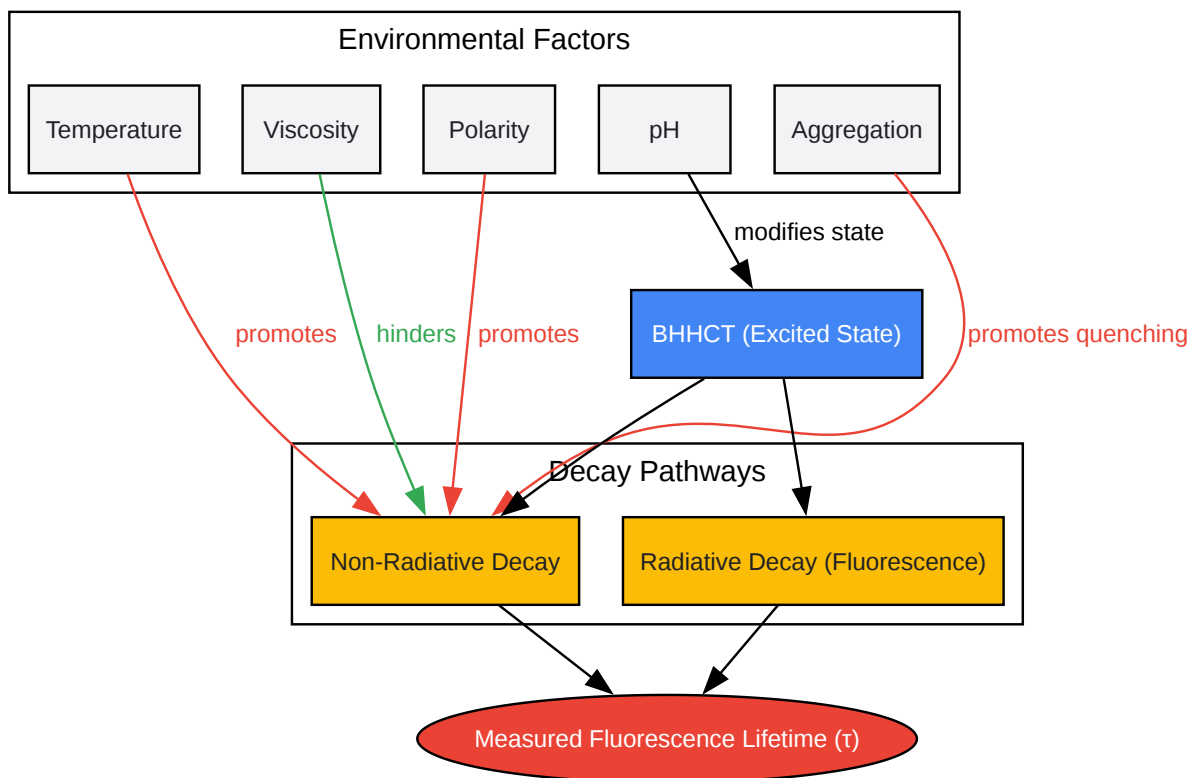 Environmental Factors
Temperature
Viscosity
Polarity
pH
Aggregation
modifies state
promotes
hinders
promotes
BHHCT (Excited State)
promotes quenching
Decay Pathways
Non-Radiative Decay
Radiative Decay (Fluorescence)
Measured Fluorescence Lifetime (τ)